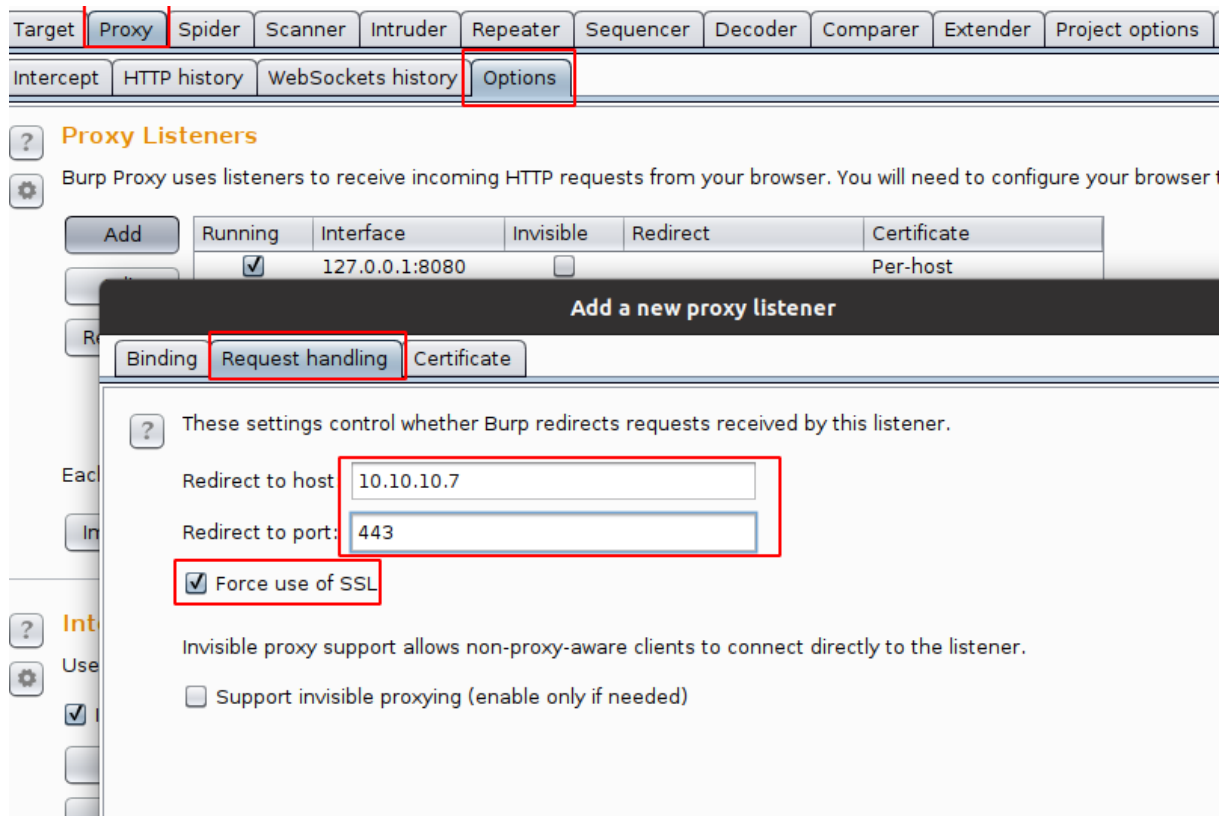 Target Proxy Spider Scanner Intruder Repeater Sequencer Decoder Comparer Extender Project options
Intercept HTTP history WebSockets history Options
? Proxy Listeners
Burp Proxy uses listeners to receive incoming HTTP requests from your browser. You will need to configure your browser
Add Running Interface Invisible Redirect Certificate
127.0.0.1:8080 Per-host
Add a new proxy listener
Binding Request handling Certificate
? These settings control whether Burp redirects requests received by this listener.
Redirect to host: 10.10.10.7
Redirect to port: 443
Force use of SSL
?
Invisible proxy support allows non-proxy-aware clients to connect directly to the listener.
Use
Support invisible proxying (enable only if needed)